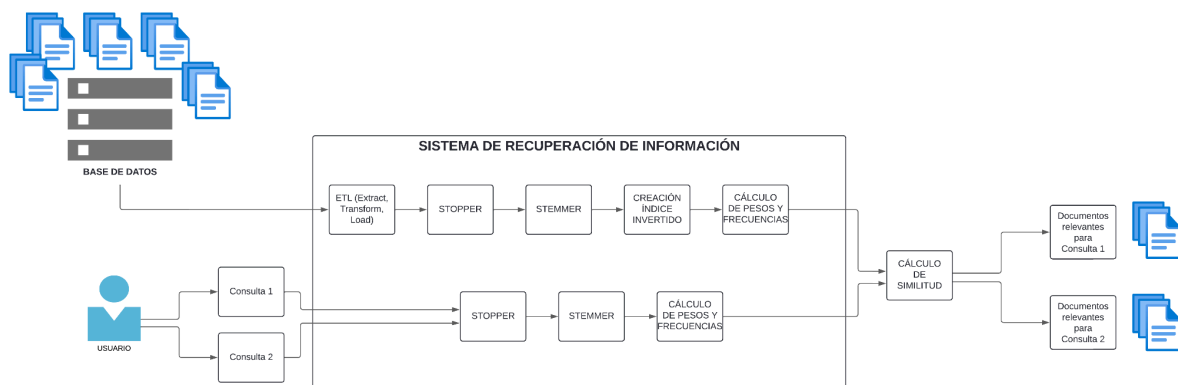 BASE DE DATOS
SISTEMA DE RECUPERACIÓN DE INFORMACIÓN
ETL (Extract,
Transform,
Load)
STOPPER
STEMMER
CREACIÓN
ÍNDICE
INVERTIDO
CÁLCULO
DE PESOS Y
FRECUENCIAS
USUARIO
Consulta 1
Consulta 2
STOPPER
STEMMER
CÁLCULO
DE PESOS Y
FRECUENCIAS
CÁLCULO
DE
SIMILITUD
Documentos
relevantes
para
Consulta 1
Documentos
relevantes
para
Consulta 2